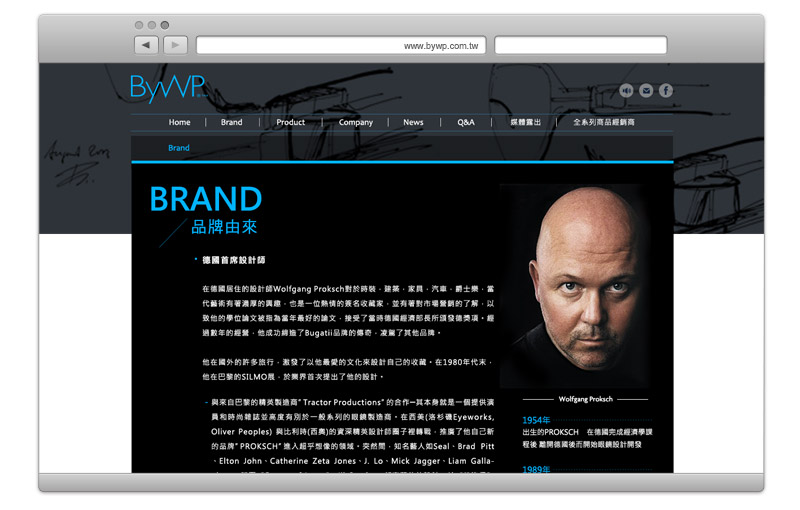 www.bywp.com.tw
ByWP
Home
Brand
Product
Company
News
Q&A
媒體露出
全系列商品經銷商
August 2001
Brand
BRAND
品牌由來
德國首席設計師
在德國居住的設計師Wolfgang Proksch對於時裝，建築，家具，汽車，爵士樂，當
代藝術有著濃厚的興趣，也是一位熱情的簽名收藏家，並有著對市場營銷的了解，以
致他的學位論文被指為當年最好的論文，接受了當時德國經濟部長所頒發德獎項。經
過數年的經營，他成功締造了Bugatii品牌的傳奇，凌駕了其他品牌。
他在國外的許多旅行，激發了以他最愛的文化來設計自己的收藏。在1980年代末，
他在巴黎的SILMO展，於業界首次提出了他的設計。
- 與來自巴黎的精英製造商" Tractor Productions" 的合作─其本身就是一個提供演
員和時尚雜誌並高度有別於一般系列的眼鏡製造商。在西美(洛杉磯Eyeworks,
Oliver Peoples) 與比利時(西奧)的資深精英設計師團子裡轉戰，推廣了他自己新
的品牌" PROKSCH" 進入超乎想像的領域。突然間，知名藝人如Seal、Brad Pitt
、Elton John、Catherine Zeta Jones、J. Lo、Mick Jagger、Liam Galla-
Wolfgang Proksch
1954年
出生的PROKSCH 在德國完成經濟學課
程後 離開德國後而開始眼鏡設計開發
1989年